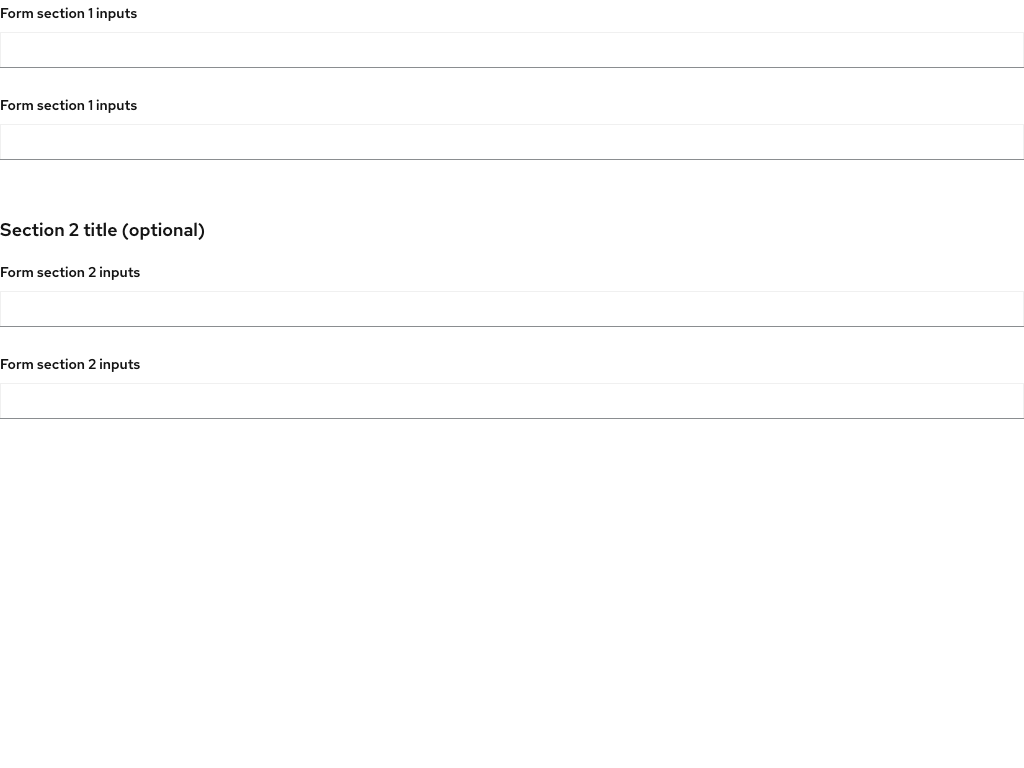 Form section 1 inputs
Form section 1 inputs
Section 2 title (optional)
Form section 2 inputs
Form section 2 inputs